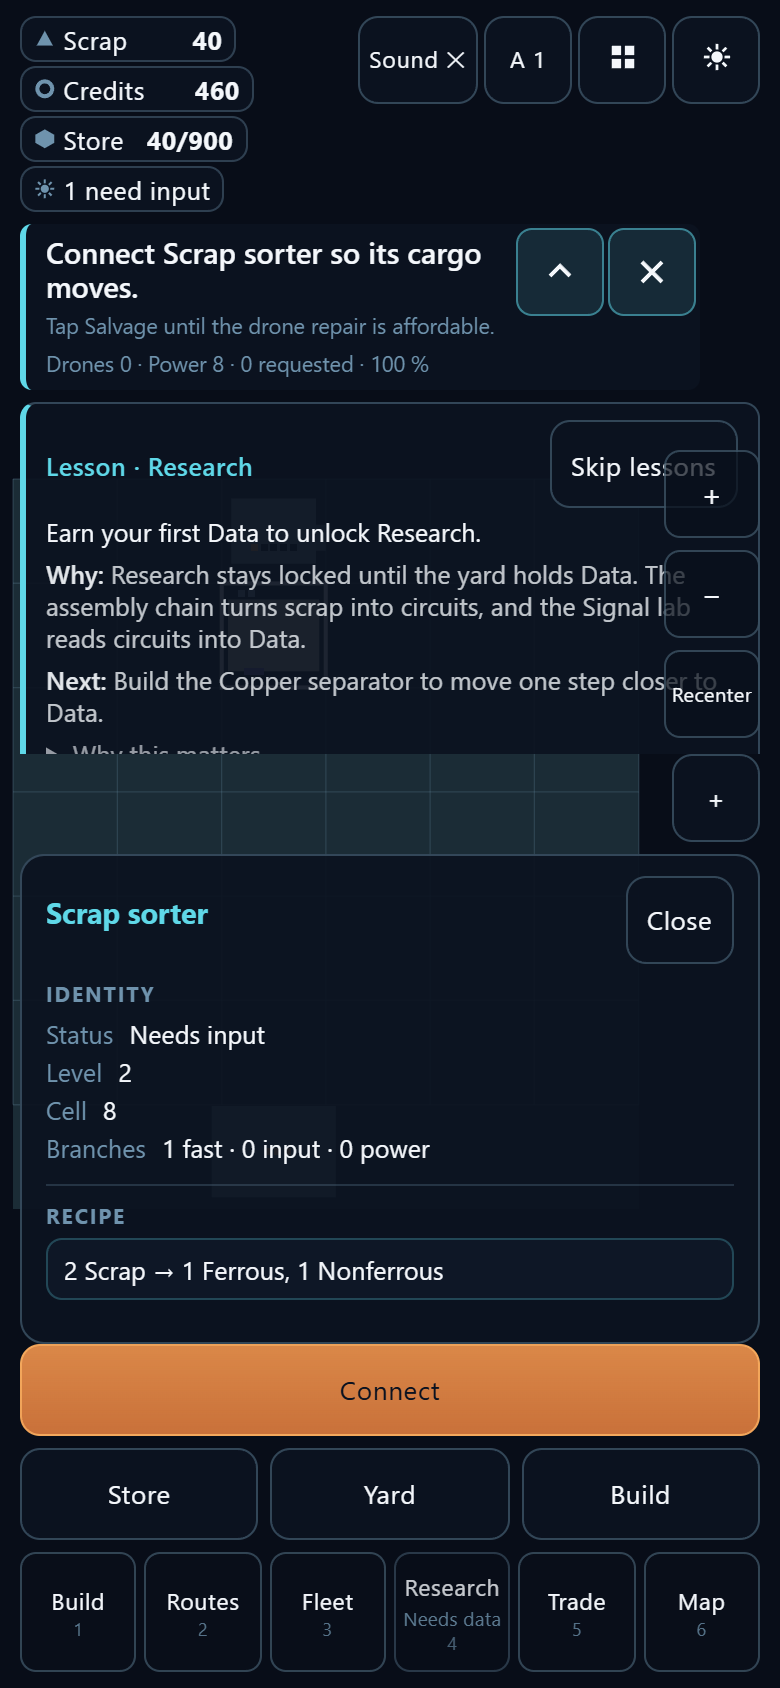 Scrap 40
Credits 460
Store 40/900
1 need input
Sound ×
A 1
Connect Scrap sorter so its cargo
moves.
Tap Salvage until the drone repair is affordable.
Drones 0 · Power 8 · 0 requested · 100 %
Lesson · Research
Skip lessons
Earn your first Data to unlock Research.
Why: Research stays locked until the yard holds Data. The
assembly chain turns scrap into circuits, and the Signal lab
reads circuits into Data.
Next: Build the Copper separator to move one step closer to
Data.
▶ Why this matters
+
−
Recenter
+
Scrap sorter
Close
IDENTITY
Status Needs input
Level 2
Cell 8
Branches 1 fast · 0 input · 0 power
RECIPE
2 Scrap → 1 Ferrous, 1 Nonferrous
Connect
Store
Yard
Build
Build
1
Routes
2
Fleet
3
Research
Needs data
4
Trade
5
Map
6